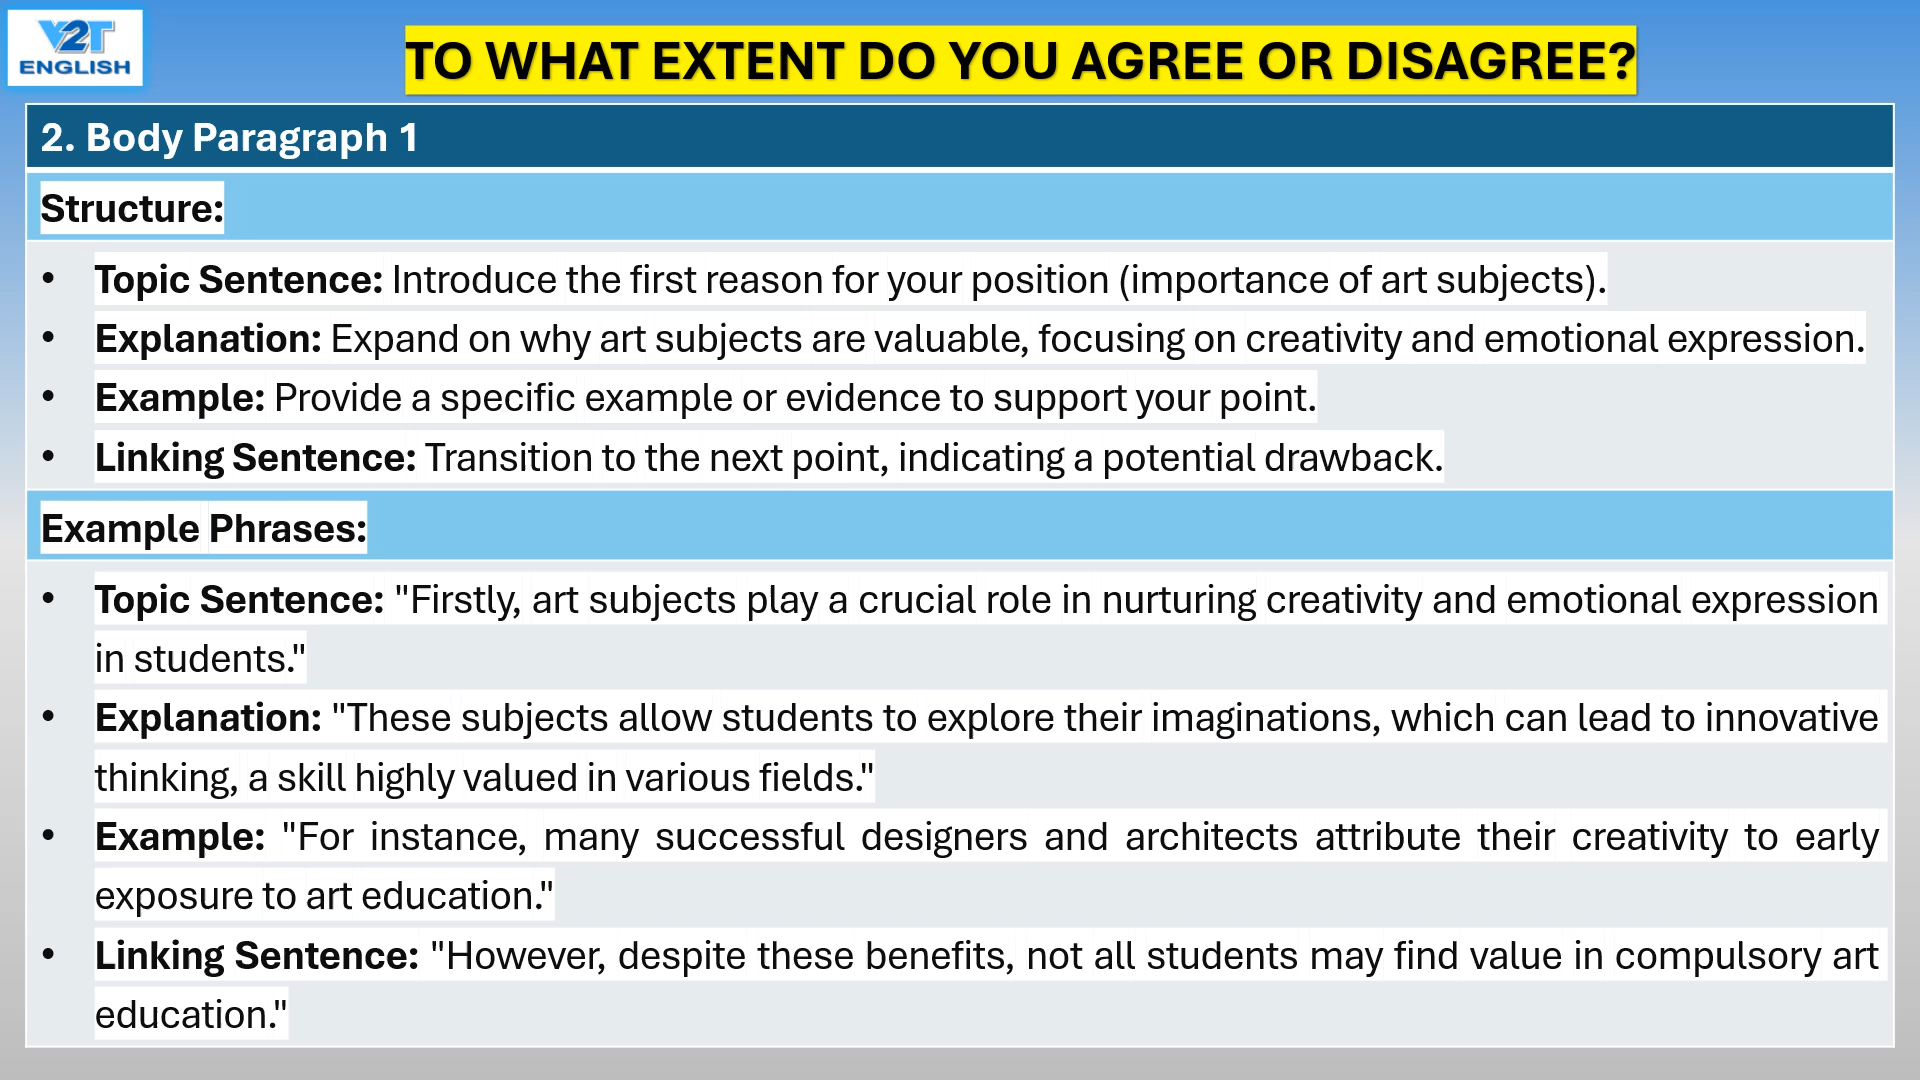 V2T
ENGLISH
TO WHAT EXTENT DO YOU AGREE OR DISAGREE?
2. Body Paragraph 1
Structure:
• Topic Sentence: Introduce the first reason for your position (importance of art subjects).
• Explanation: Expand on why art subjects are valuable, focusing on creativity and emotional expression.
• Example: Provide a specific example or evidence to support your point.
• Linking Sentence: Transition to the next point, indicating a potential drawback.
Example Phrases:
• Topic Sentence: "Firstly, art subjects play a crucial role in nurturing creativity and emotional expression
in students."
• Explanation: "These subjects allow students to explore their imaginations, which can lead to innovative
thinking, a skill highly valued in various fields."
• Example: "For instance, many successful designers and architects attribute their creativity to early
exposure to art education."
• Linking Sentence: "However, despite these benefits, not all students may find value in compulsory art
education."